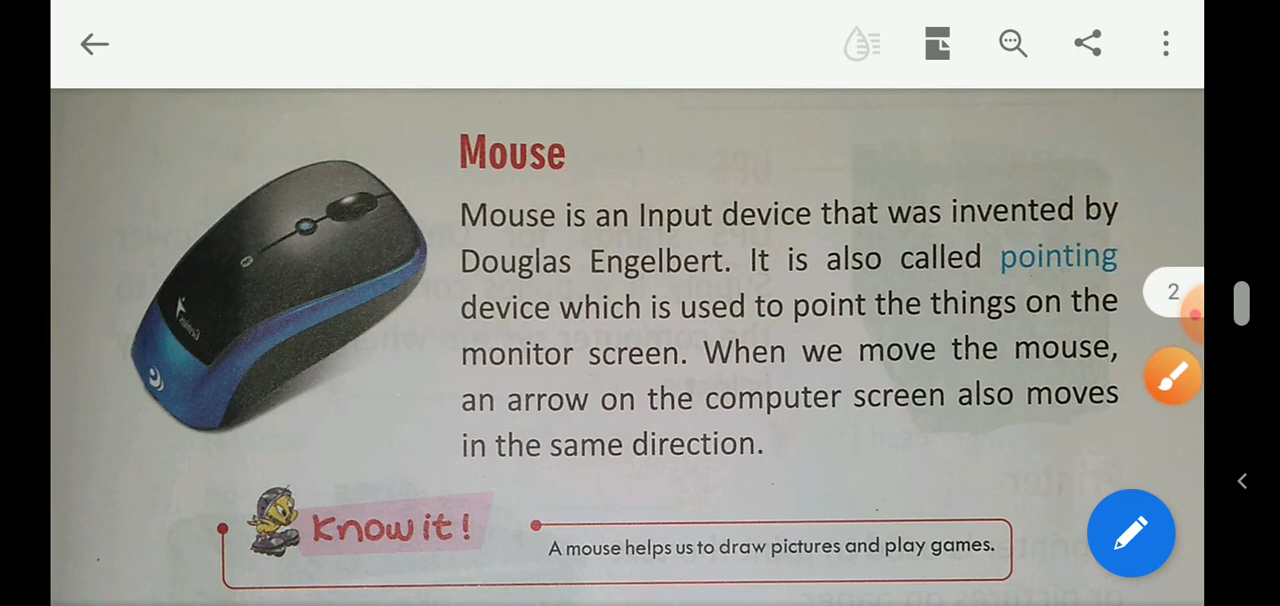 Mouse
Mouse is an Input device that was invented by
Douglas Engelbert. It is also called pointing
device which is used to point the things on the
monitor screen. When we move the mouse,
an arrow on the computer screen also moves
in the same direction.
2
Know it!
A mouse helps us to draw pictures and play games.